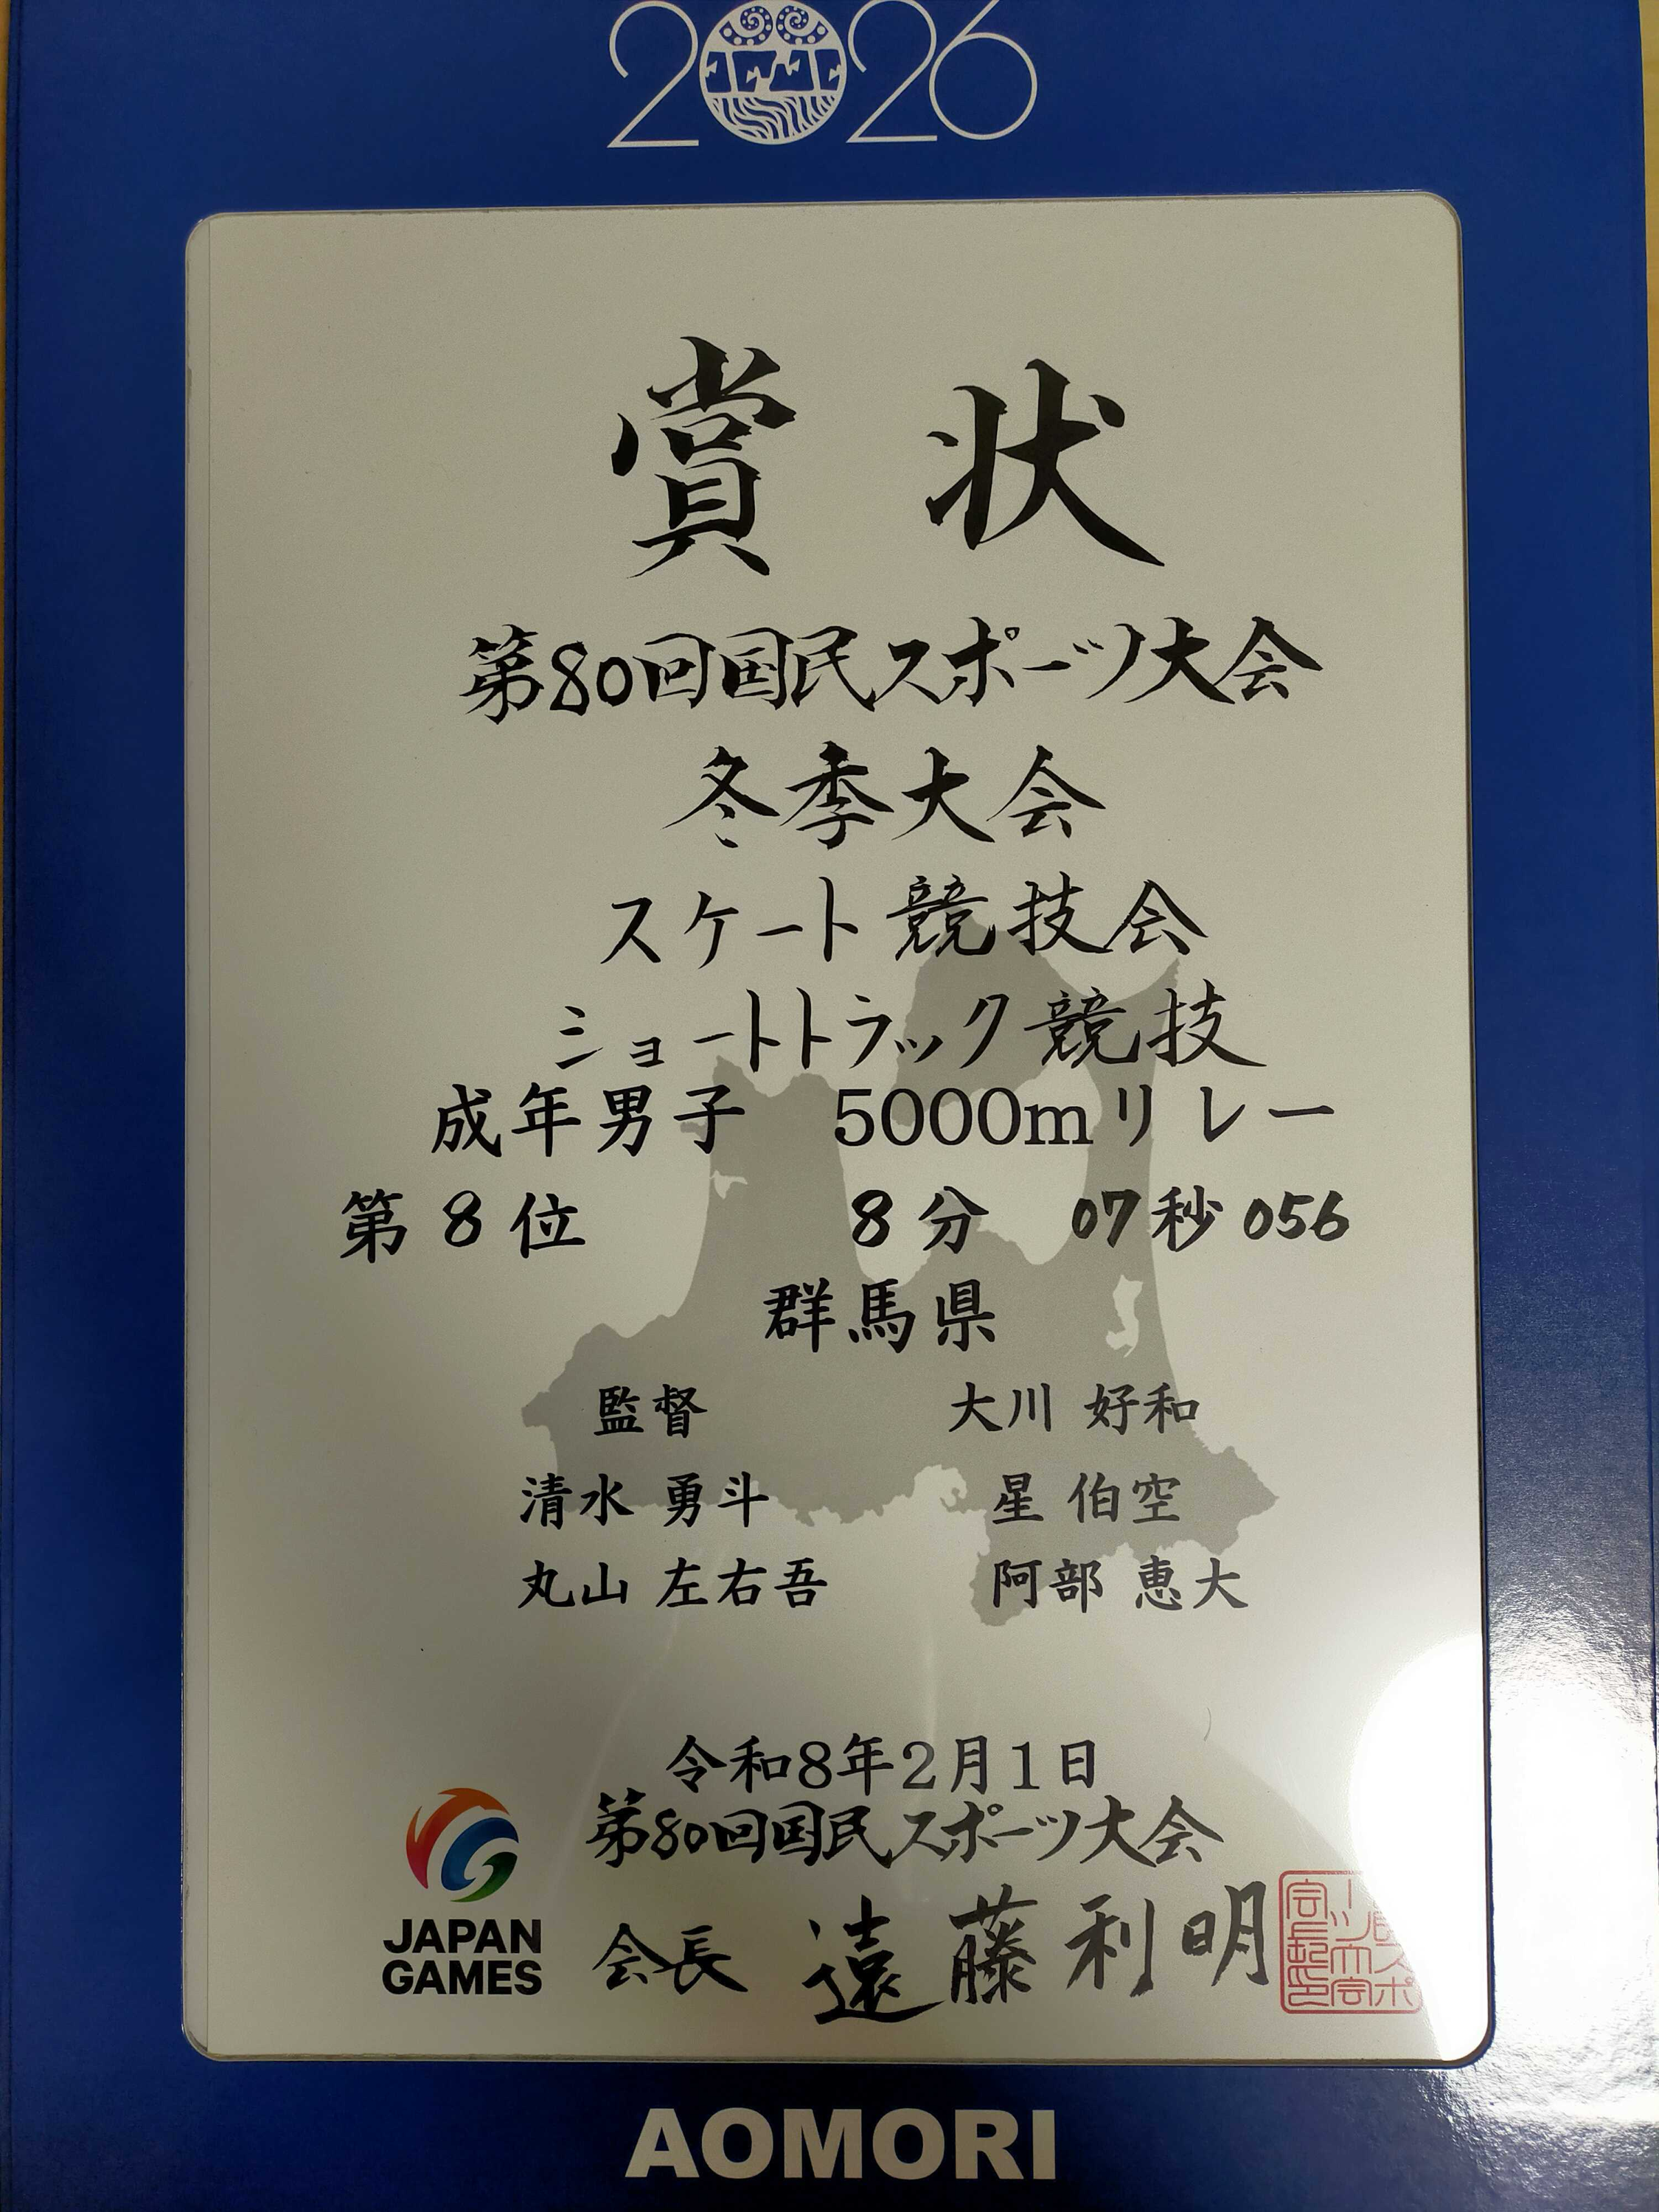 2026
賞状
第80回国民スポーツ大会
冬季大会
スケート競技会
ショートトラック競技
成年男子 5000mリレー
第8位 8分 07秒056
群馬県
監督 大川 好和
清水 勇斗 星 伯空
丸山 左右吾 阿部 恵大
令和8年2月1日
第80回国民スポーツ大会
会長 遠藤利明
JAPAN
GAMES
AOMORI